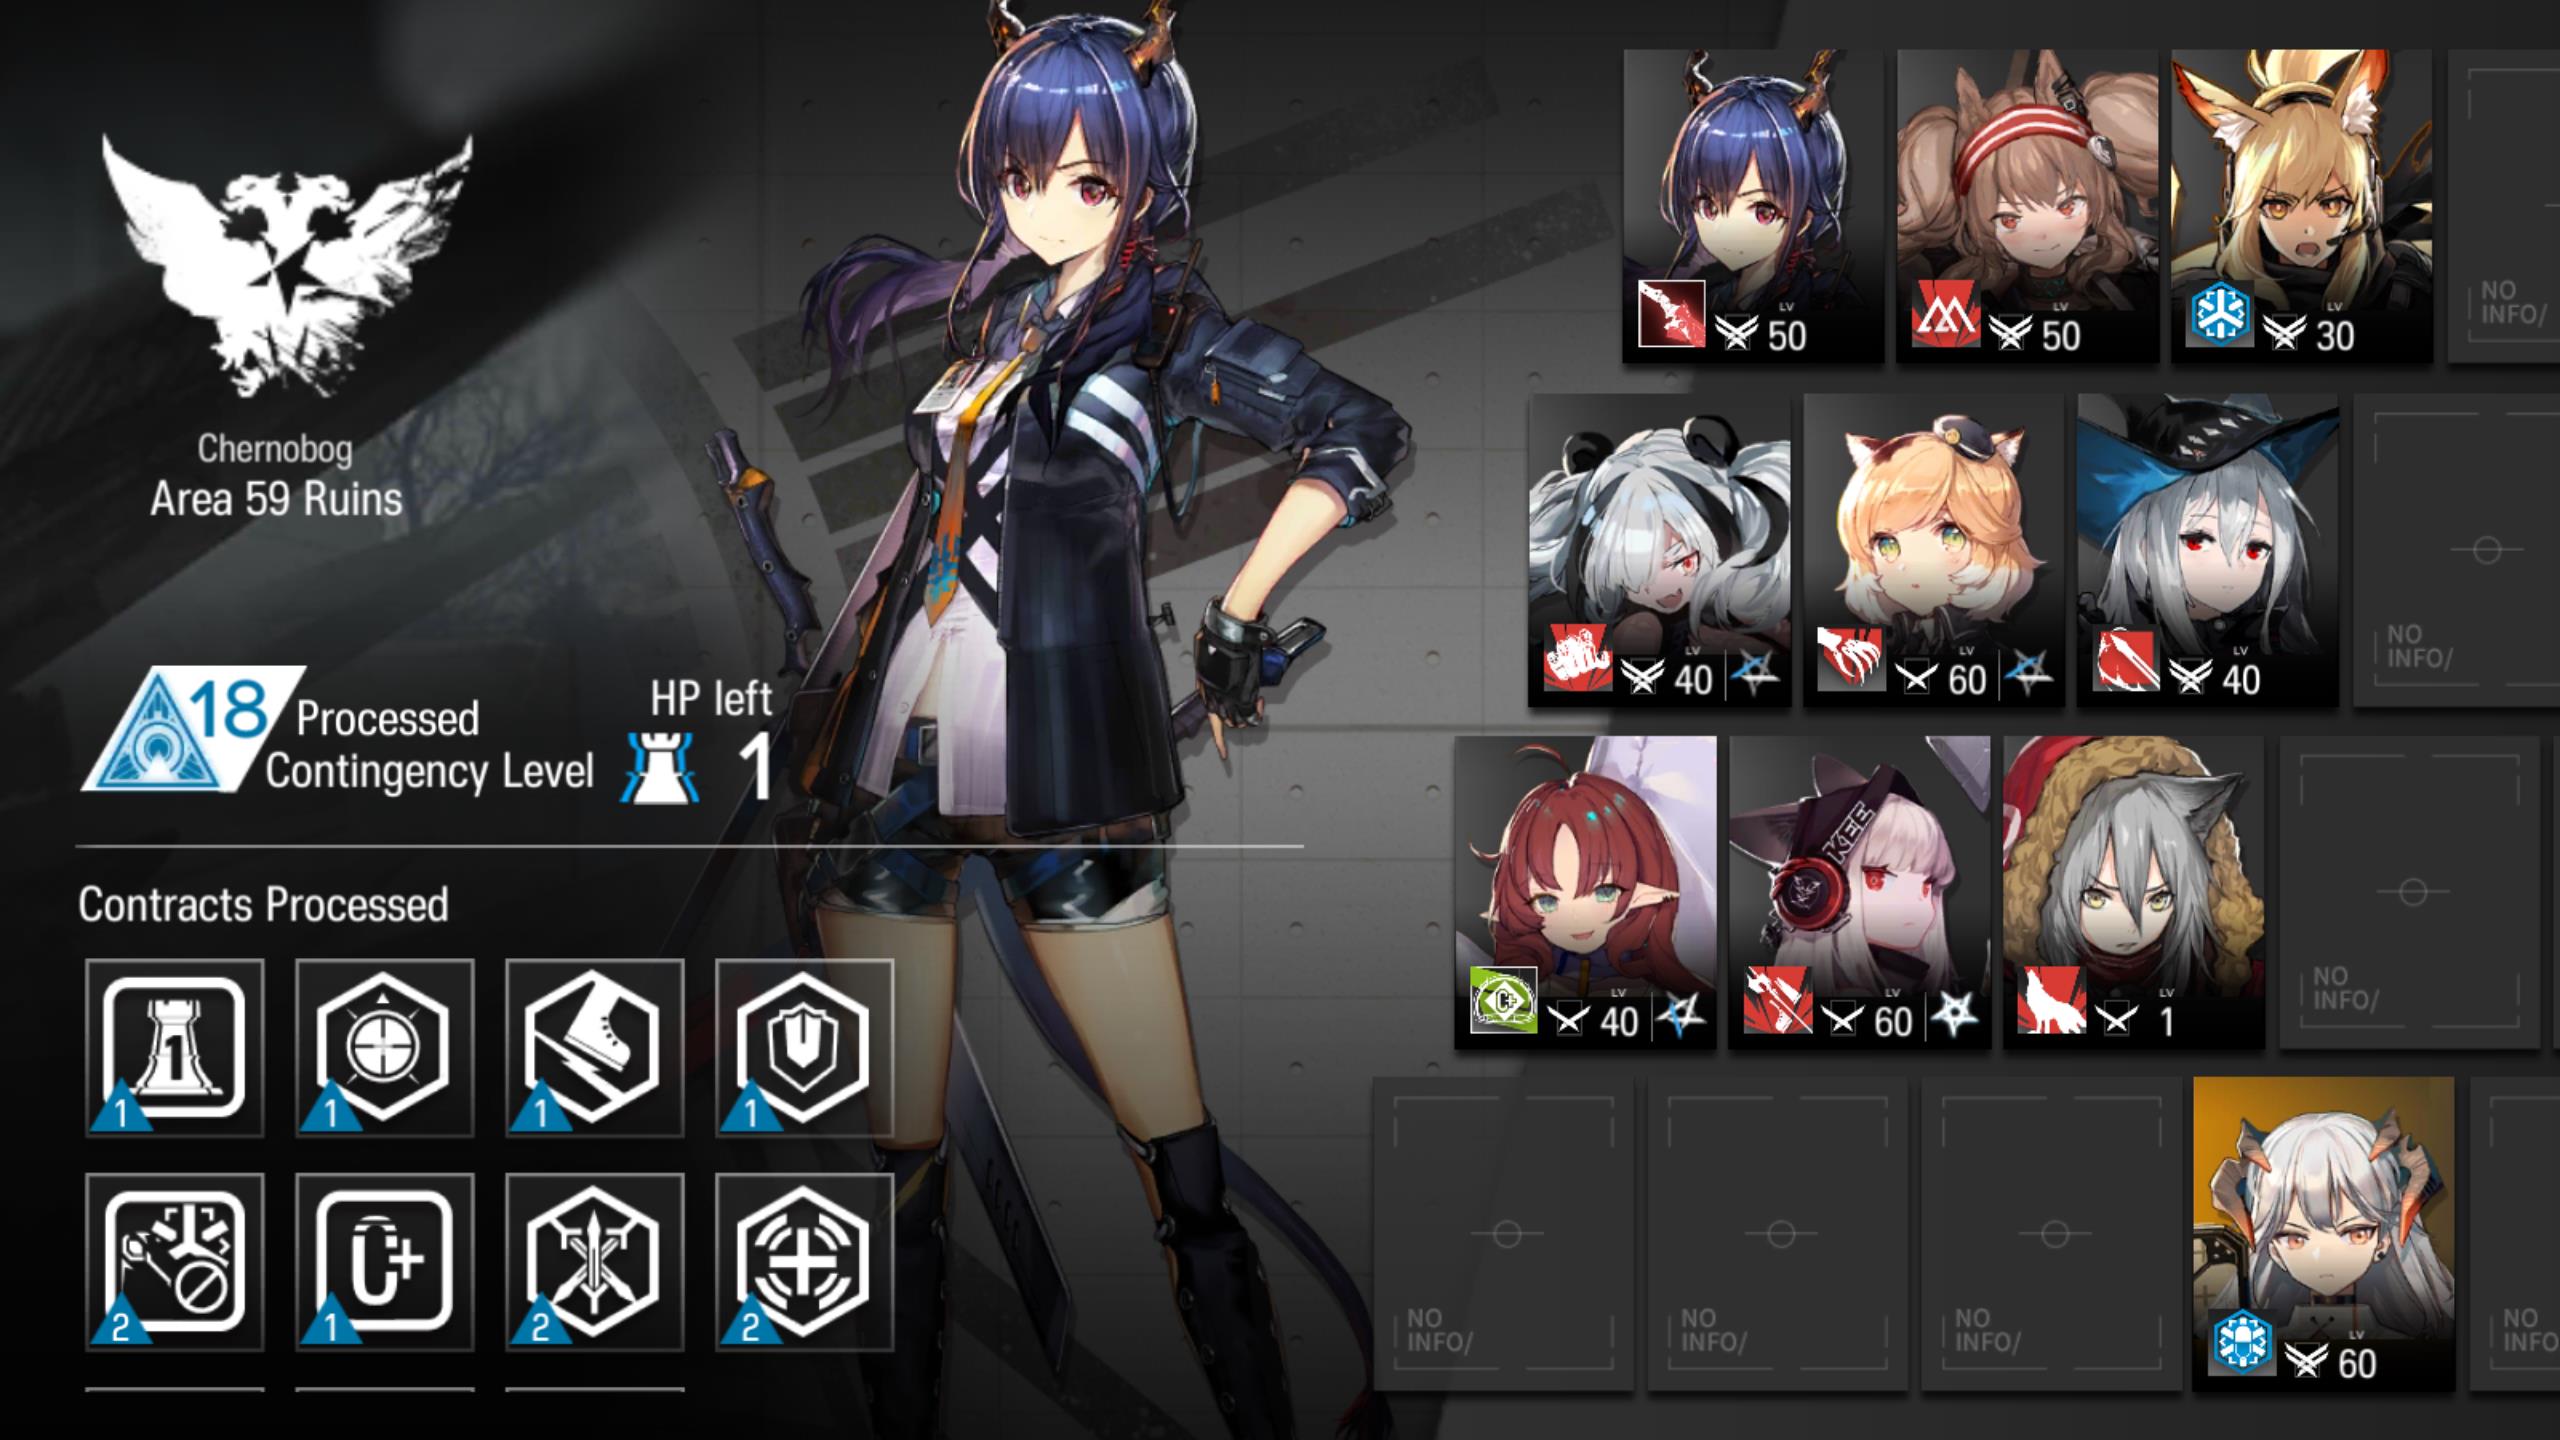 Chernobog
Area 59 Ruins
18
Processed
Contingency Level
HP left
1
Contracts Processed
1
1
1
1
1
2
C+
1
2
2
LV
50
LV
50
LV
30
NO
INFO/
LV
40
LV
60
LV
40
NO
INFO/
KEE
LV
40
LV
60
LV
1
NO
INFO/
NO
INFO/
NO
INFO/
NO
INFO/
LV
60
NO
INFO